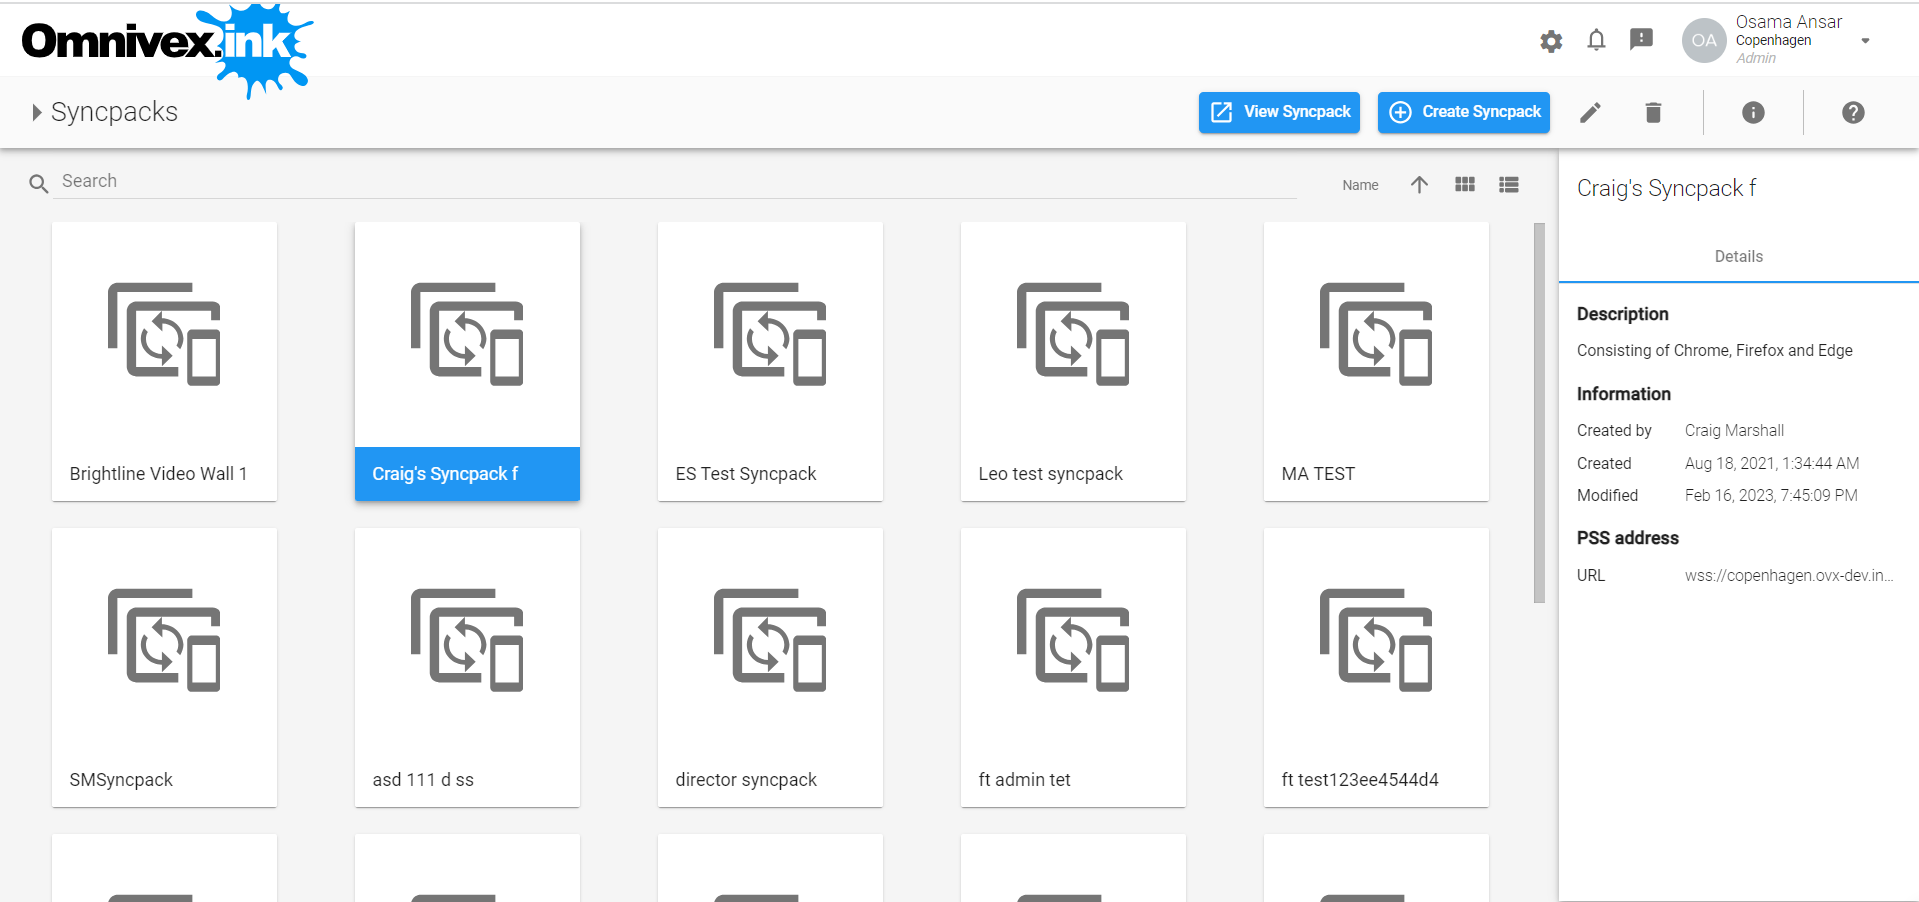 Omnivex.ink
OA
Osama Ansar
Copenhagen
Admin
Syncpacks
View Syncpack
Create Syncpack
Search
Name
Brightline Video Wall 1
Craig's Syncpack f
ES Test Syncpack
Leo test syncpack
MA TEST
SMSyncpack
asd 111 d ss
director syncpack
ft admin tet
ft test123ee4544d4
Craig's Syncpack f
Details
Description
Consisting of Chrome, Firefox and Edge
Information
Created by Craig Marshall
Created Aug 18, 2021, 1:34:44 AM
Modified Feb 16, 2023, 7:45:09 PM
PSS address
URL wss://copenhagen.ovx-dev.in...